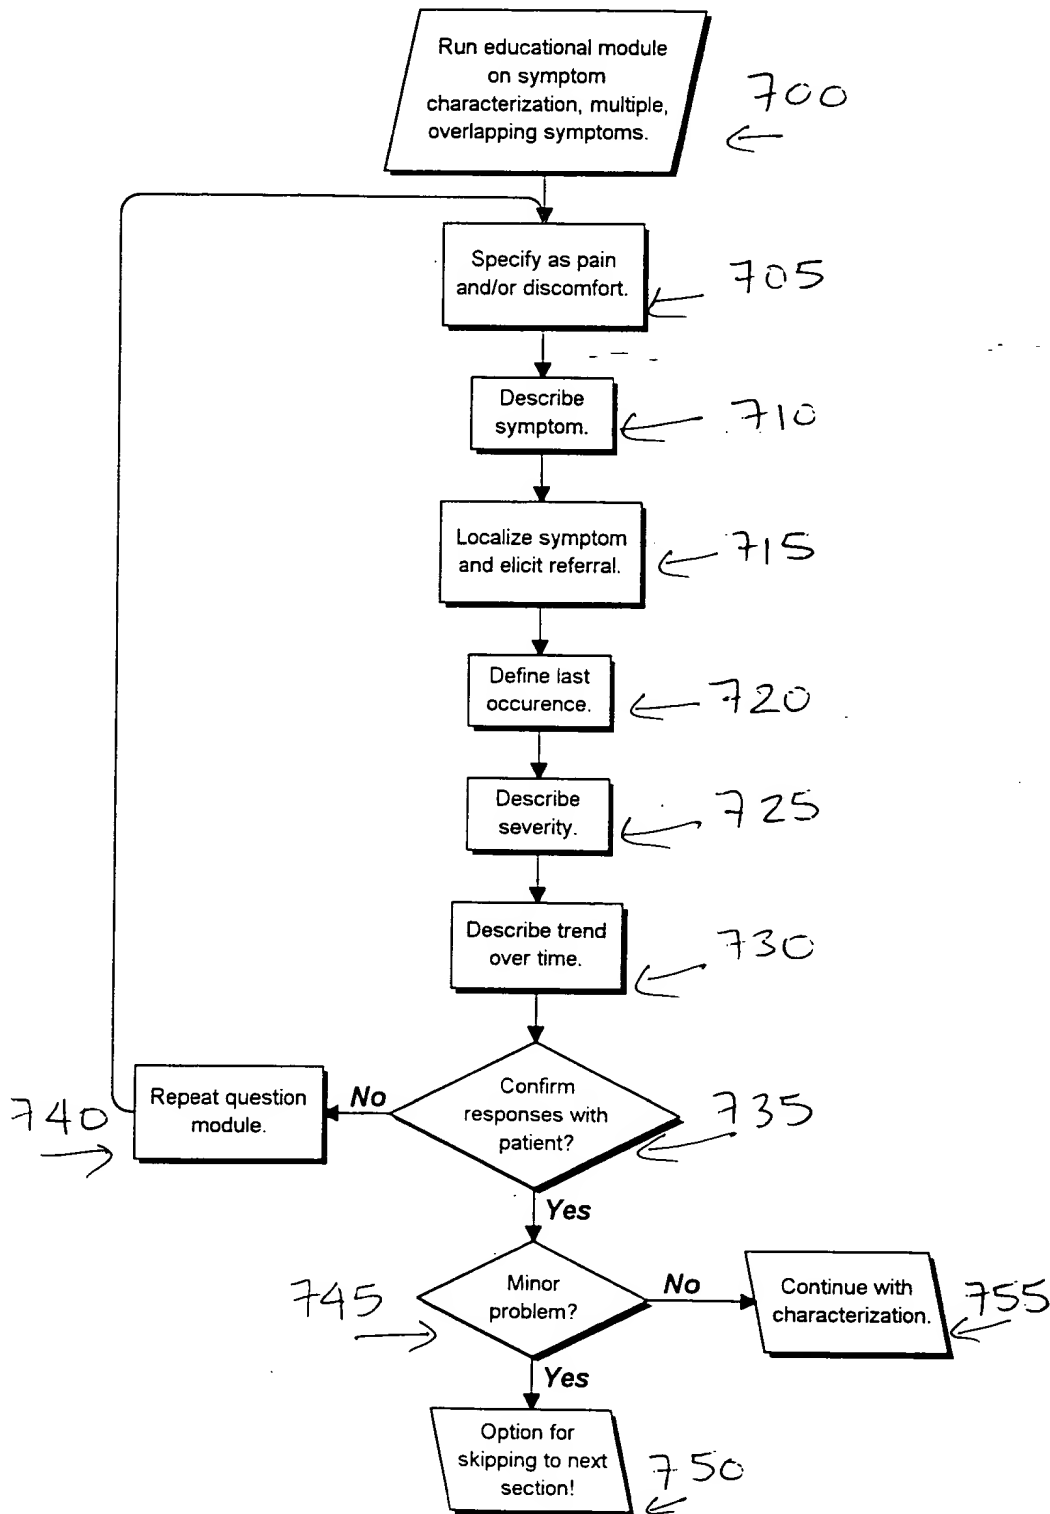 Run educational module
on symptom
characterization, multiple,
overlapping symptoms.
700
Specify as pain
and/or discomfort.
705
Describe
symptom.
710
Localize symptom
and elicit referral.
715
Define last
occurence.
720
Describe
severity.
725
Describe trend
over time.
730
Confirm
responses with
patient?
735
No
Repeat question
module.
740
Yes
Minor
problem?
745
No
Continue with
characterization.
755
Yes
Option for
skipping to next
section!
750